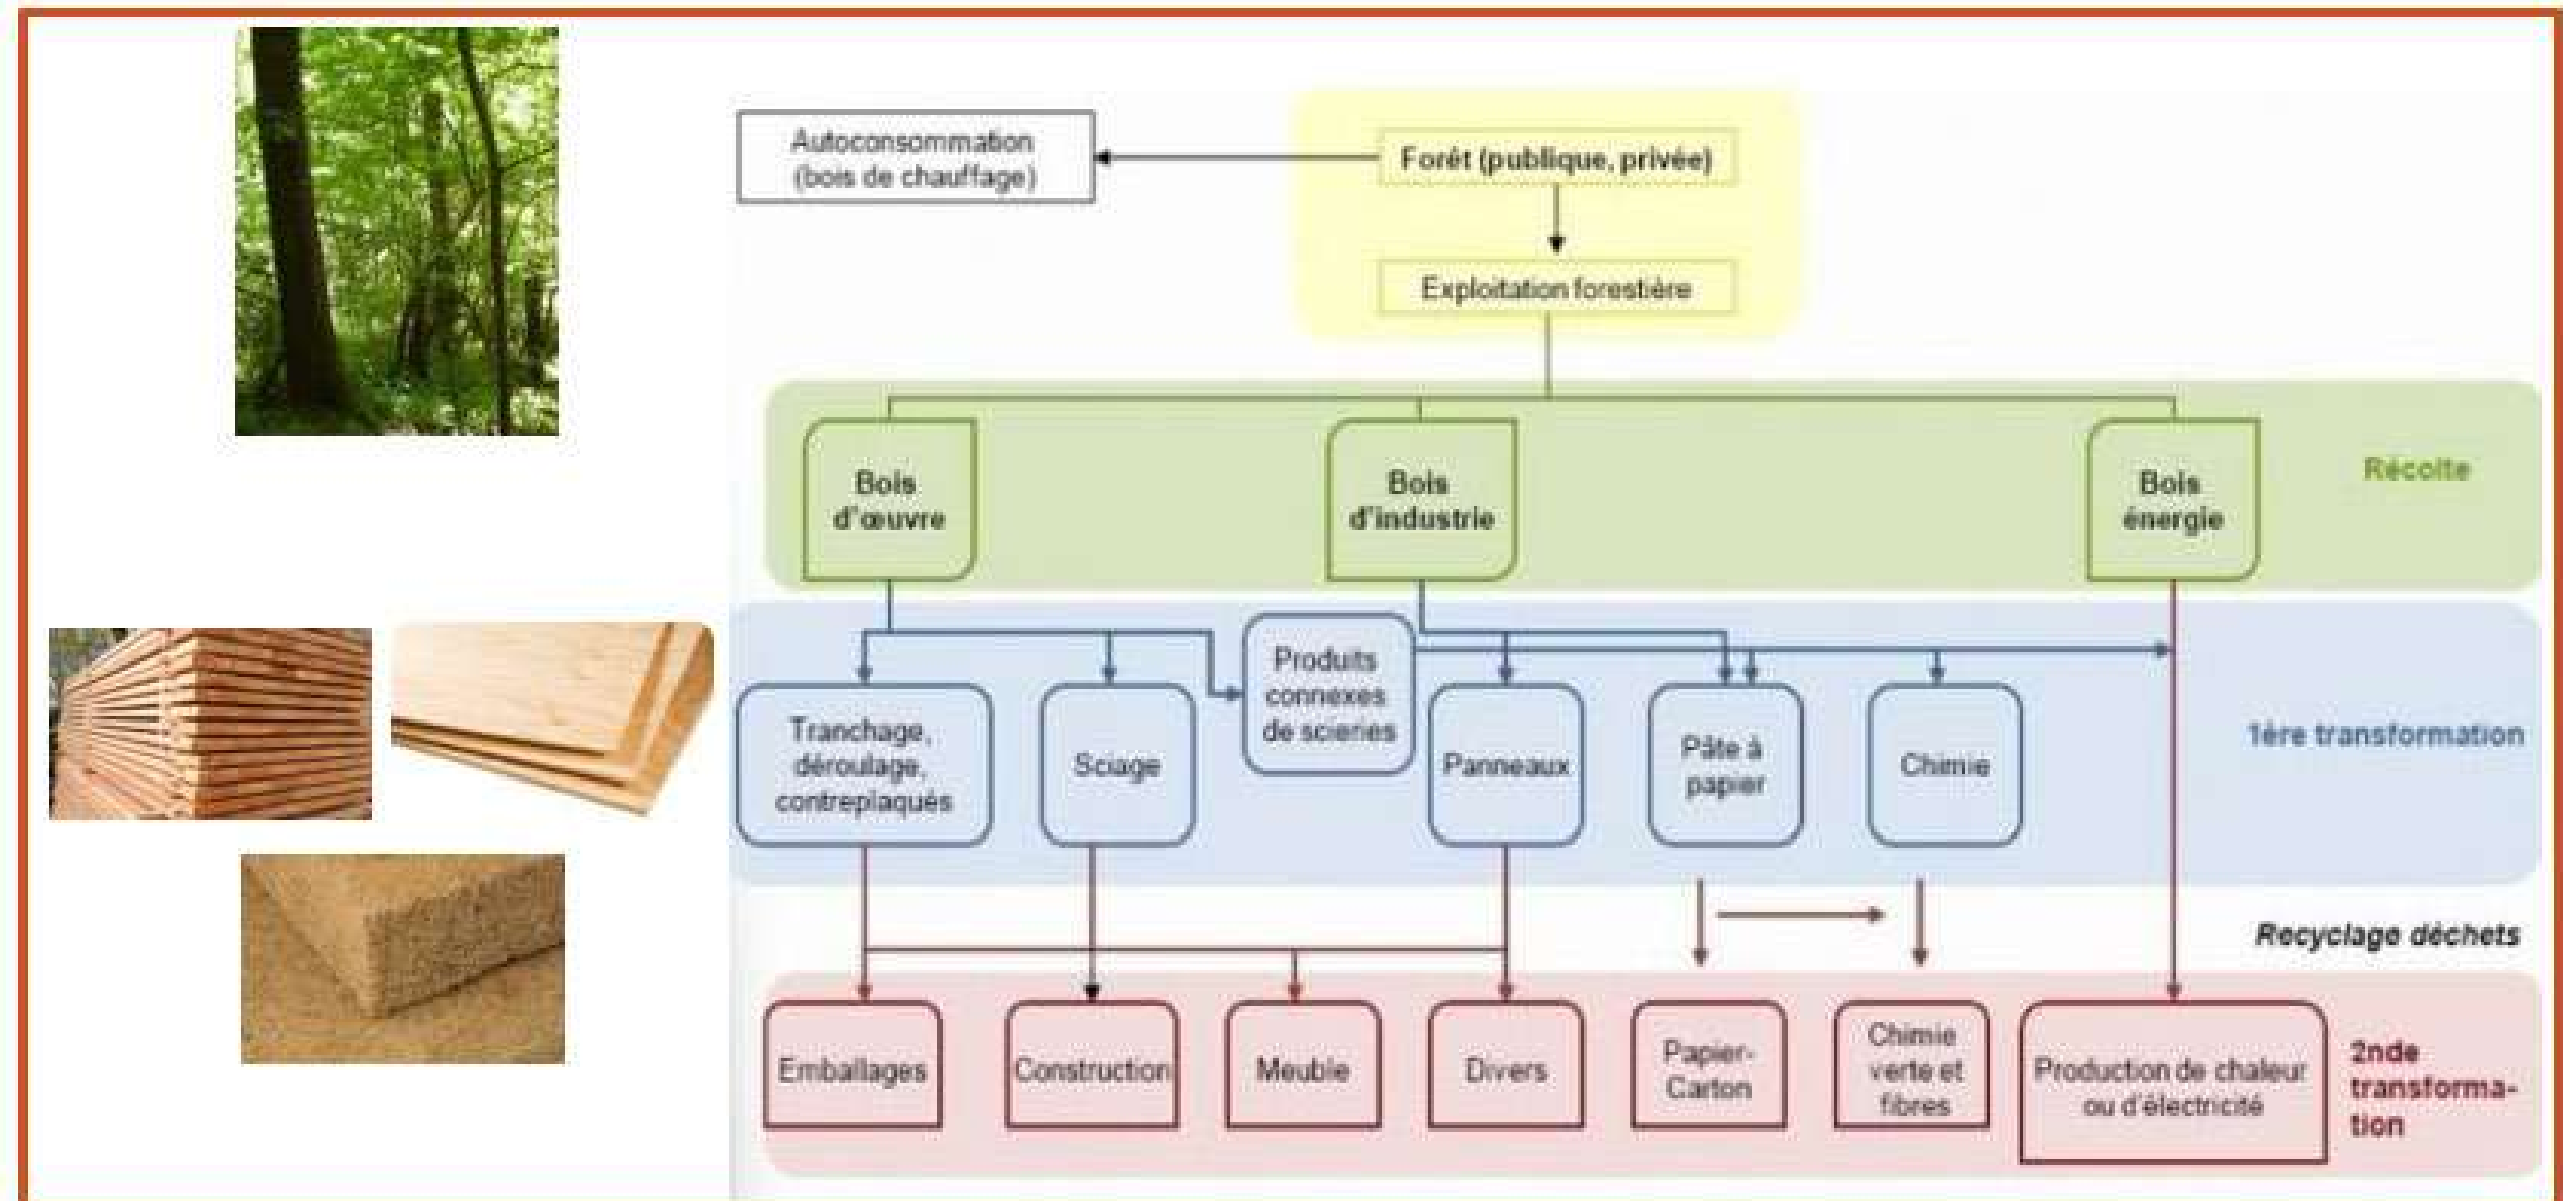 Autoconsommation
(bois de chauffage)
Forêt (publique, privée)
Exploitation forestière
Bois
d'œuvre
Bois
d'industrie
Bois
énergie
Récolte
Produits
connexes
de scieries
Tranchage,
déroulage,
contreplaqués
Sciage
Panneaux
Pâte à
papier
Chimie
1ère transformation
Recyclage déchets
Emballages
Construction
Meuble
Divers
Papier-
Carton
Chimie
verte et
fibres
Production de chaleur
ou d'électricité
2nde
transforma-
tion